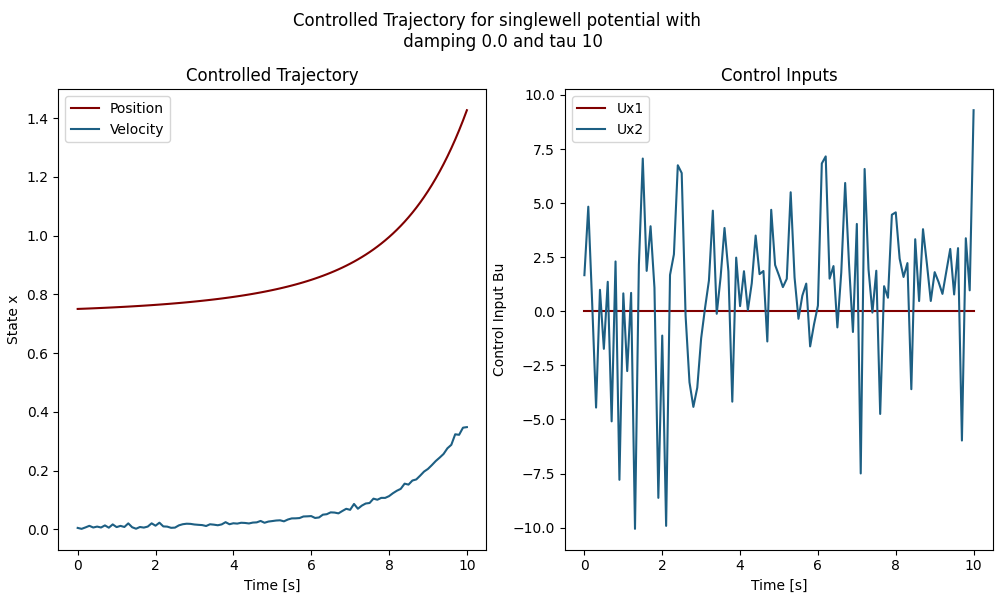 Controlled Trajectory for singlewell potential with
damping 0.0 and tau 10
Controlled Trajectory
Position
Velocity
State x
1.4
1.2
1.0
0.8
0.6
0.4
0.2
0.0
0
2
4
6
8
10
Time [s]
Control Inputs
Ux1
Ux2
Control Input Bu
10.0
7.5
5.0
2.5
0.0
−2.5
−5.0
−7.5
−10.0
0
2
4
6
8
10
Time [s]